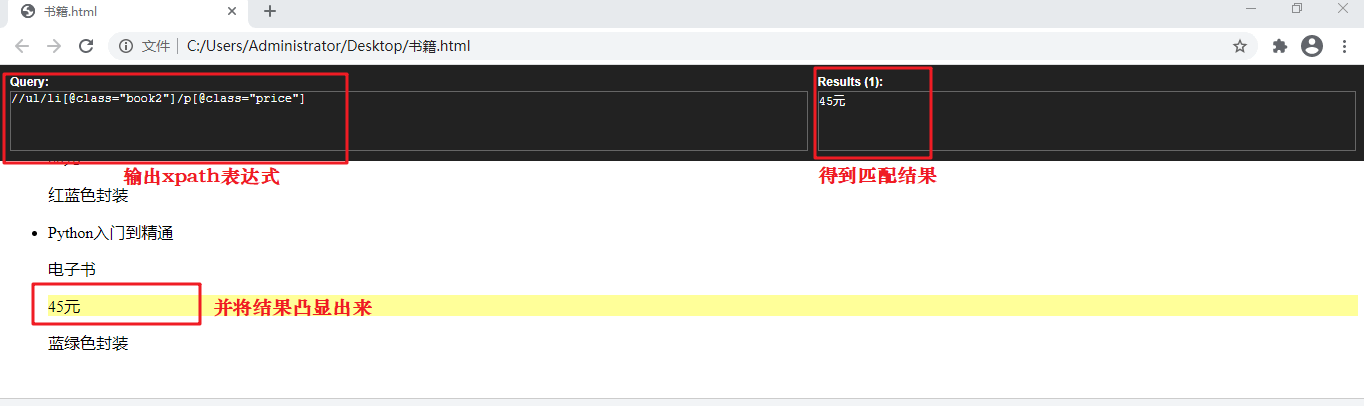 书籍.html
文件
C:/Users/Administrator/Desktop/书籍.html
Query:
//ul/li[@class="book2"]/p[@class="price"]
Results (1):
45元
输出xpath表达式
得到匹配结果
红蓝色封装
Python入门到精通
电子书
45元
并将结果凸显出来
蓝绿色封装